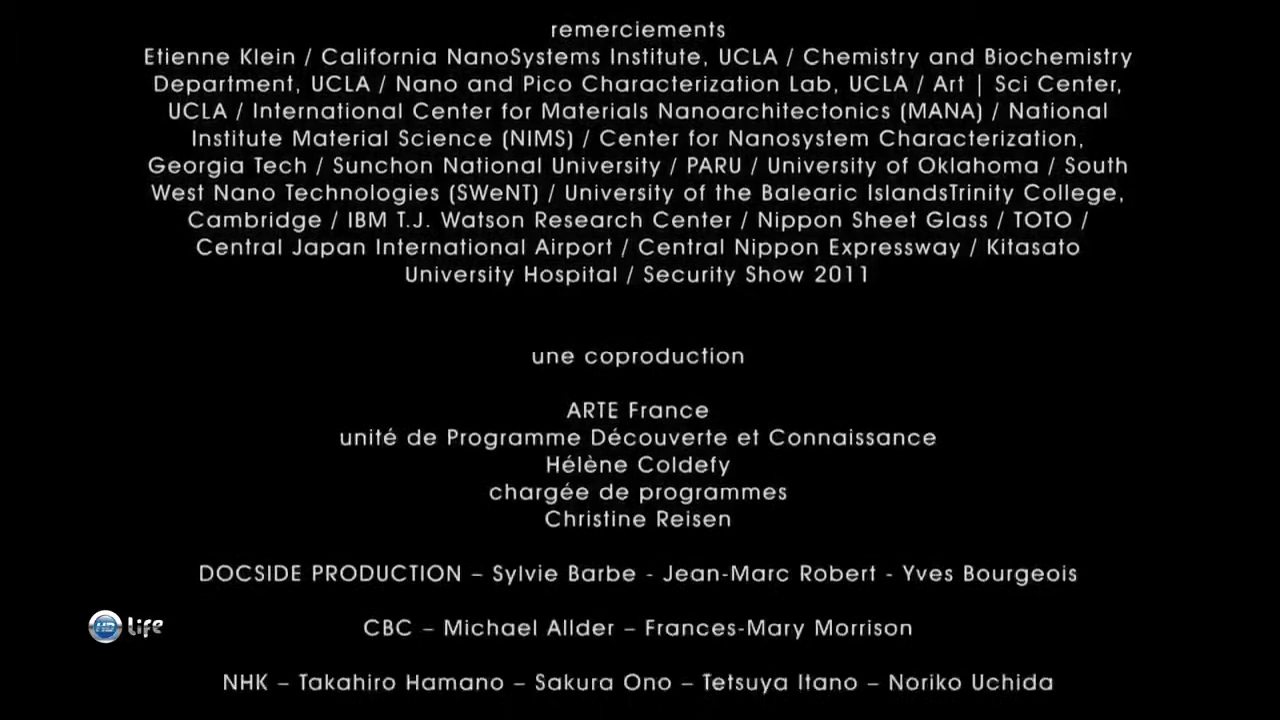 remerciements
Etienne Klein / California NanoSystems Institute, UCLA / Chemistry and Biochemistry
Department, UCLA / Nano and Pico Characterization Lab, UCLA / Art | Sci Center,
UCLA / International Center for Materials Nanoarchitectonics (MANA) / National
Institute Material Science (NIMS) / Center for Nanosystem Characterization,
Georgia Tech / Sunchon National University / PARU / University of Oklahoma / South
West Nano Technologies (SWeNT) / University of the Balearic IslandsTrinity College,
Cambridge / IBM T.J. Watson Research Center / Nippon Sheet Glass / TOTO /
Central Japan International Airport / Central Nippon Expressway / Kitasato
University Hospital / Security Show 2011
une coproduction
ARTE France
unité de Programme Découverte et Connaissance
Hélène Coldefy
chargée de programmes
Christine Reisen
DOCSIDE PRODUCTION – Sylvie Barbe - Jean-Marc Robert - Yves Bourgeois
HD Life
CBC – Michael Allder – Frances-Mary Morrison
NHK – Takahiro Hamano – Sakura Ono – Tetsuya Itano – Noriko Uchida